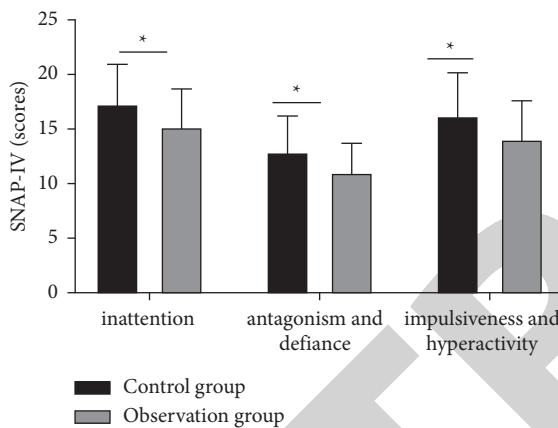 25
20
15
10
5
0
SNAP-IV (scores)
*
*
*
inattention
antagonism and
defiance
impulsiveness and
hyperactivity
Control group
Observation group